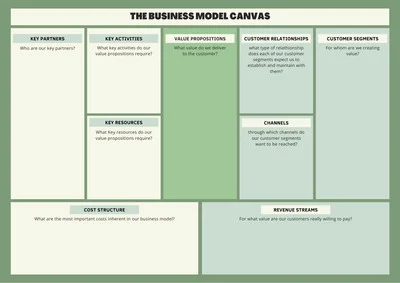 THE BUSINESS MODEL CANVAS
KEY PARTNERS
Who are our key partners?
KEY ACTIVITIES
What key activities do our
value propositions require?
KEY RESOURCES
What Key resources do our
value propositions require?
VALUE PROPOSITIONS
What value do we deliver
to the customer?
CUSTOMER RELATIONSHIPS
what type of relationship
does each of our customer
segments expect us to
establish and maintain with
them?
CHANNELS
through which channels do
our customer segments
want to be reached?
CUSTOMER SEGMENTS
For whom are we creating
value?
COST STRUCTURE
What are the most important costs inherent in our business model?
REVENUE STREAMS
For what value are our customers really willing to pay?